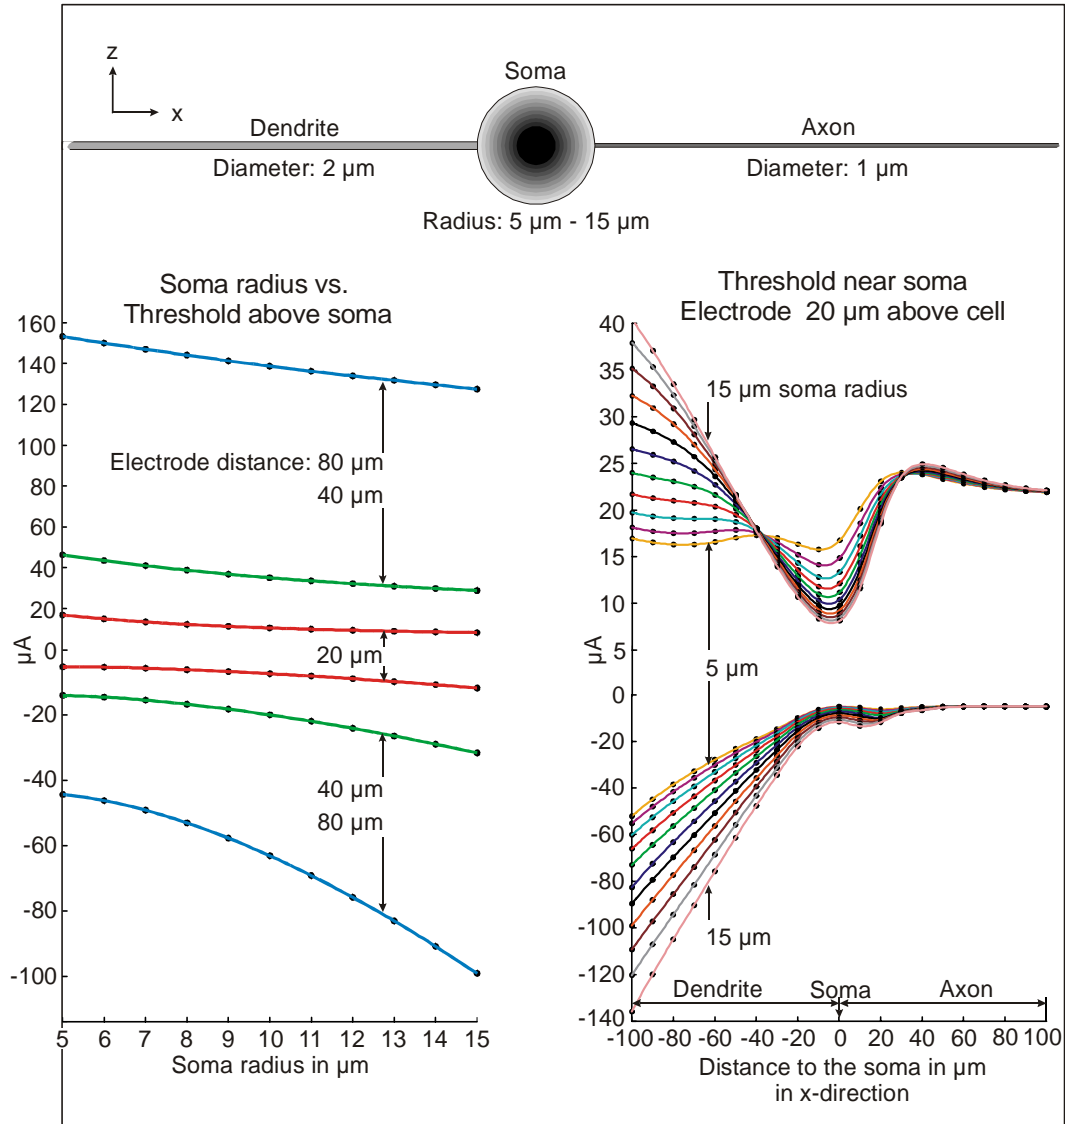 z
x
Soma
Dendrite
Axon
Diameter: 2 µm
Diameter: 1 µm
Radius: 5 µm - 15 µm
Soma radius vs.
Threshold above soma
160
140
120
100
80
60
40
20
0
µA
-20
-40
-60
-80
-100
Electrode distance: 80 µm
40 µm
20 µm
40 µm
80 µm
5 6 7 8 9 10 11 12 13 14 15
Soma radius in µm
Threshold near soma
Electrode 20 µm above cell
40
35
30
25
20
15
10
µA
5
0
-20
-40
-60
-80
-100
-120
-140
15 µm soma radius
5 µm
15 µm
Dendrite Soma Axon
-100 -80 -60 -40 -20 0 20 40 60 80 100
Distance to the soma in µm
in x-direction